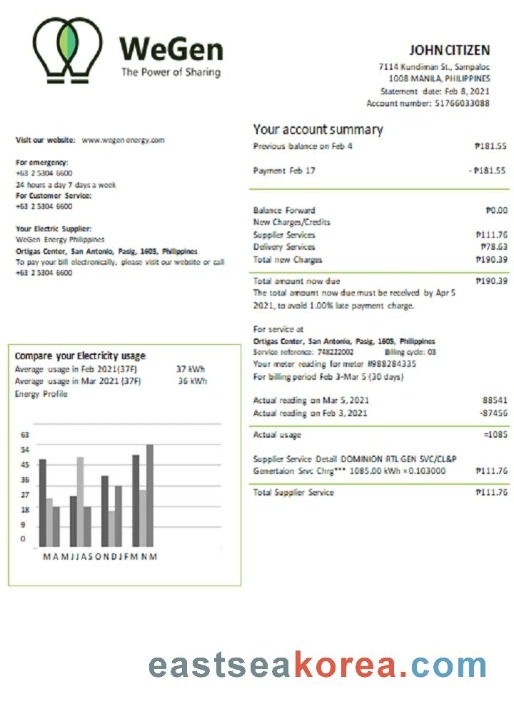 WeGen
The Power of Sharing
JOHN CITIZEN
7114 Kundiman St., Sampaloc
1008 MANILA, PHILIPPINES
Statement date: Feb 8, 2021
Account number: 51766033088
Visit our website: www.wegen-energy.com
For emergency:
+63 2 5304 6600
24 hours a day 7 days a week
For Customer Service:
+63 2 5304 6600
Your Electric Supplier:
WeGen Energy Philippines
Ortigas Center, San Antonio, Pasig, 1605, Philippines
To pay your bill electronically, please visit our website or call
+63 2 5304 6600
Your account summary
Previous balance on Feb 4 ₱181.55
Payment Feb 17 - ₱181.55
Balance Forward ₱0.00
New Charges/Credits
Supplier Services ₱111.76
Delivery Services ₱78.63
Total new Charges ₱190.39
Total amount now due ₱190.39
The total amount now due must be received by Apr 5
2021, to avoid 1.00% late payment charge.
For service at
Ortigas Center, San Antonio, Pasig, 1605, Philippines
Service reference: 748222002 Billing cycle: 03
Your meter reading for meter #988284335
For billing period Feb 3-Mar 5 (30 days)
Actual reading on Mar 5, 2021 88541
Actual reading on Feb 3, 2021 -87456
Actual usage =1085
Supplier Service Detail DOMINION RTL GEN SVC/CL&P
Genertaion Srvc Chrg*** 1085.00 kWh × 0.103000 ₱111.76
Total Supplier Service ₱111.76
Compare your Electricity usage
Average usage in Feb 2021 (37F) 37 kWh
Average usage in Mar 2021 (37F) 36 kWh
Energy Profile
63
54
45
36
27
18
9
0
M A M J J A S O N D J F M N M
eastseakorea.com